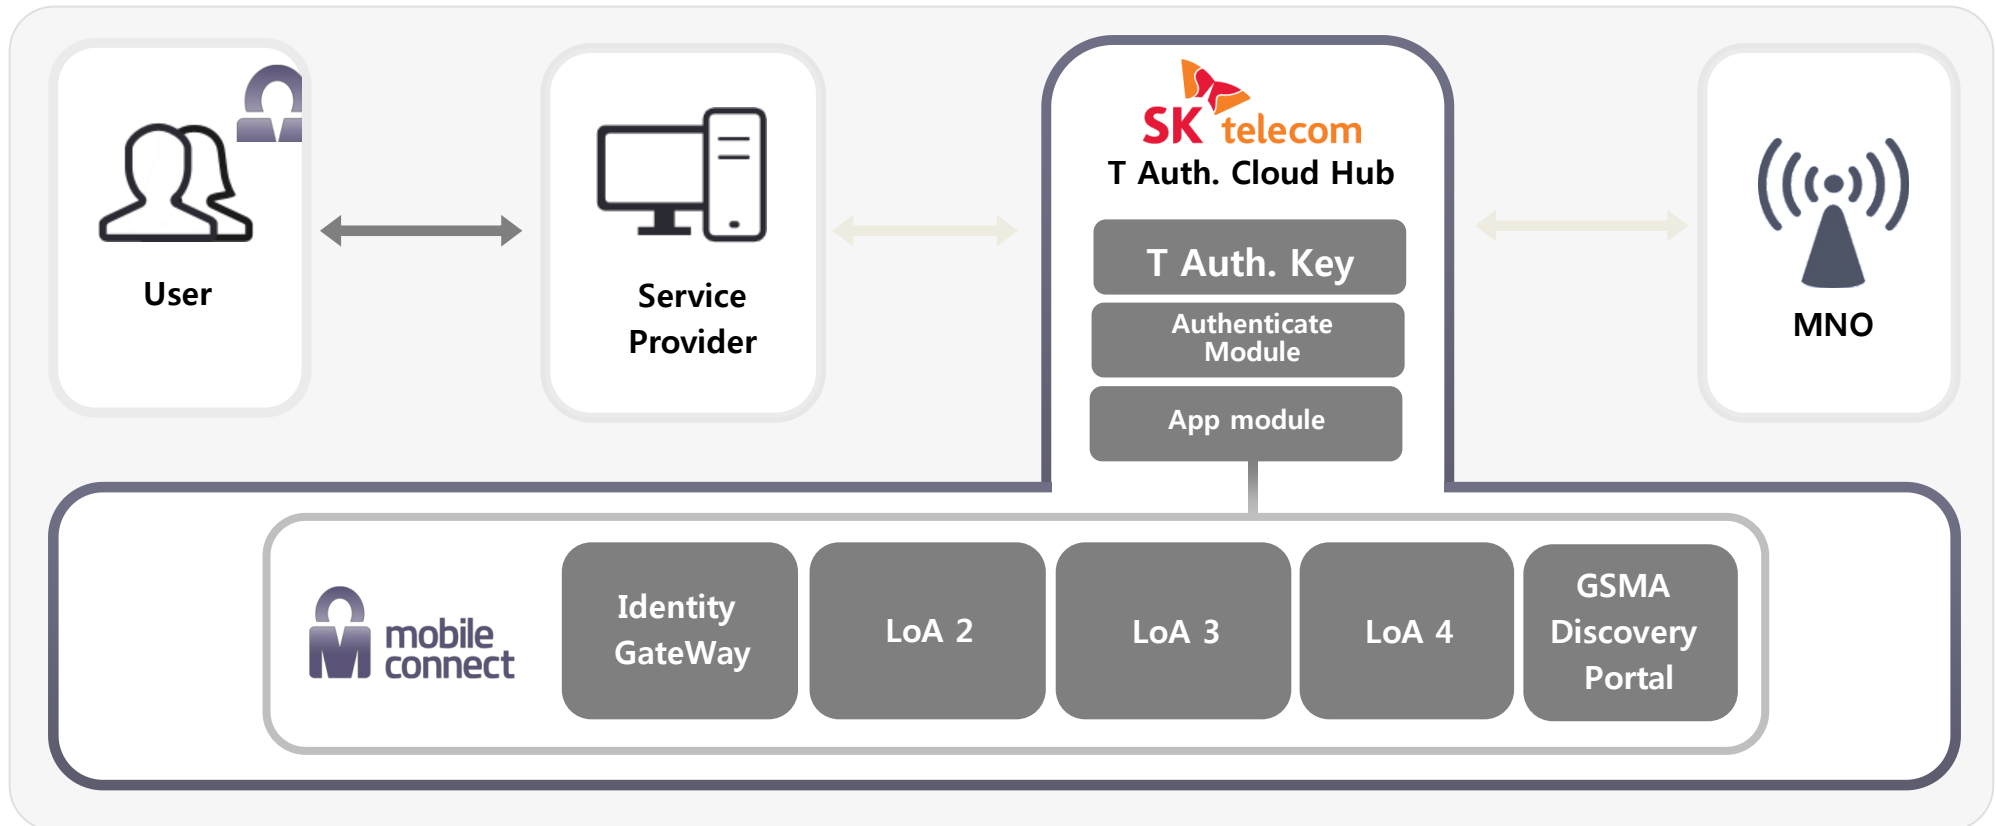 User
Service
Provider
SK telecom
T Auth. Cloud Hub
T Auth. Key
Authenticate
Module
App module
MNO
mobile
connect
Identity
GateWay
LoA 2
LoA 3
LoA 4
GSMA
Discovery
Portal